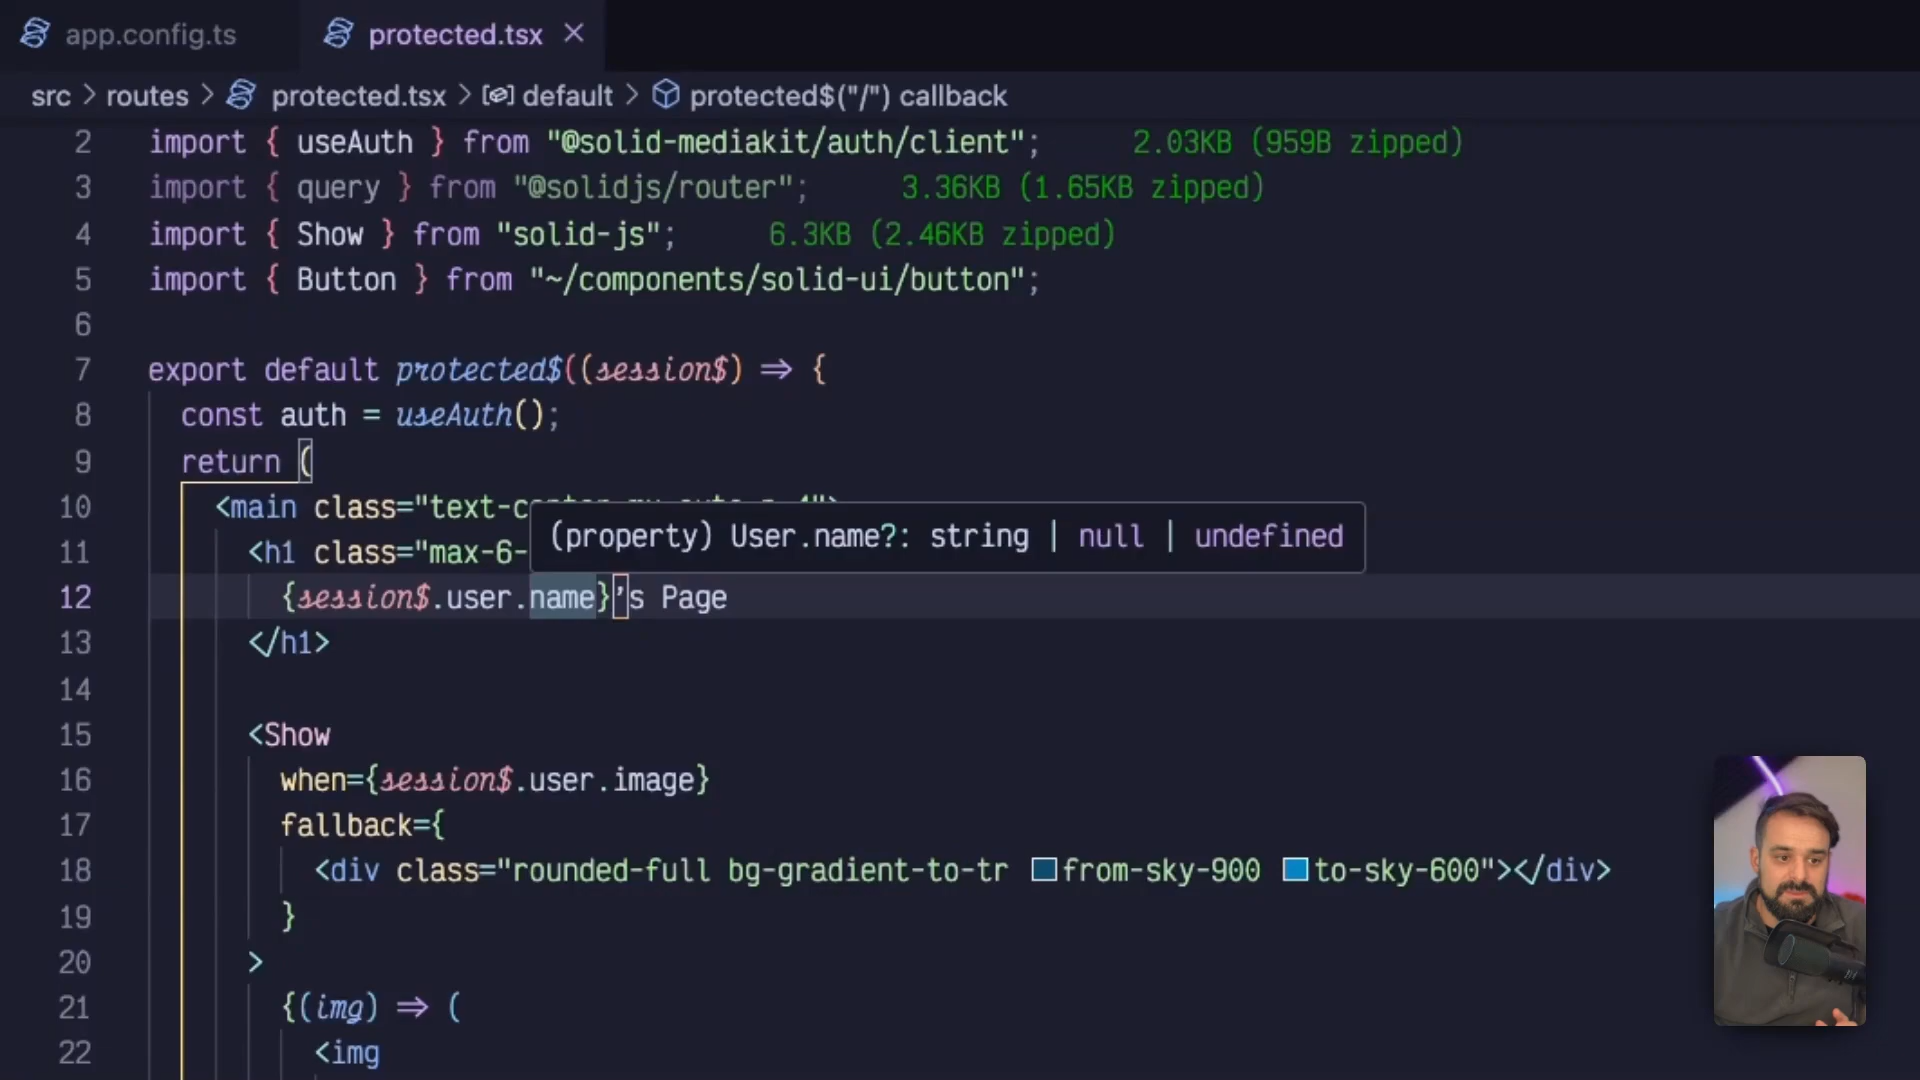 app.config.ts
protected.tsx ×
src > routes > protected.tsx > default > protected$("/") callback
2 import { useAuth } from "@solid-mediakit/auth/client"; 2.03KB (959B zipped)
3 import { query } from "@solidjs/router"; 3.36KB (1.65KB zipped)
4 import { Show } from "solid-js"; 6.3KB (2.46KB zipped)
5 import { Button } from "~/components/solid-ui/button";
6
7 export default protected$((session$) => {
8 const auth = useAuth();
9 return (
10 <main class="text-center mx-auto p-4">
(property) User.name?: string | null | undefined
11 <h1 class="max-6-
12 {session$.user.name}'s Page
13 </h1>
14
15 <Show
16 when={session$.user.image}
17 fallback={
18 <div class="rounded-full bg-gradient-to-tr from-sky-900 to-sky-600"></div>
19 }
20 >
21 {(img) => (
22 <img